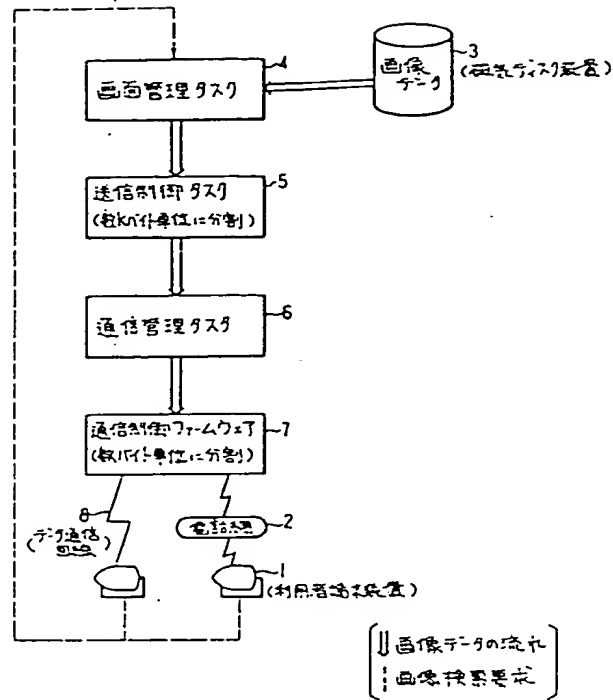 4
画面管理タスク
画像
データ
3
(磁気ディスク装置)
送信制御タスク
(数Kバイト単位に分割)
5
通信管理タスク
6
通信制御ファームウェア
(数バイト単位に分割)
7
8
データ通信
回線
電話網
2
1
(利用者端末装置)
画像データの流れ
画像検索要求